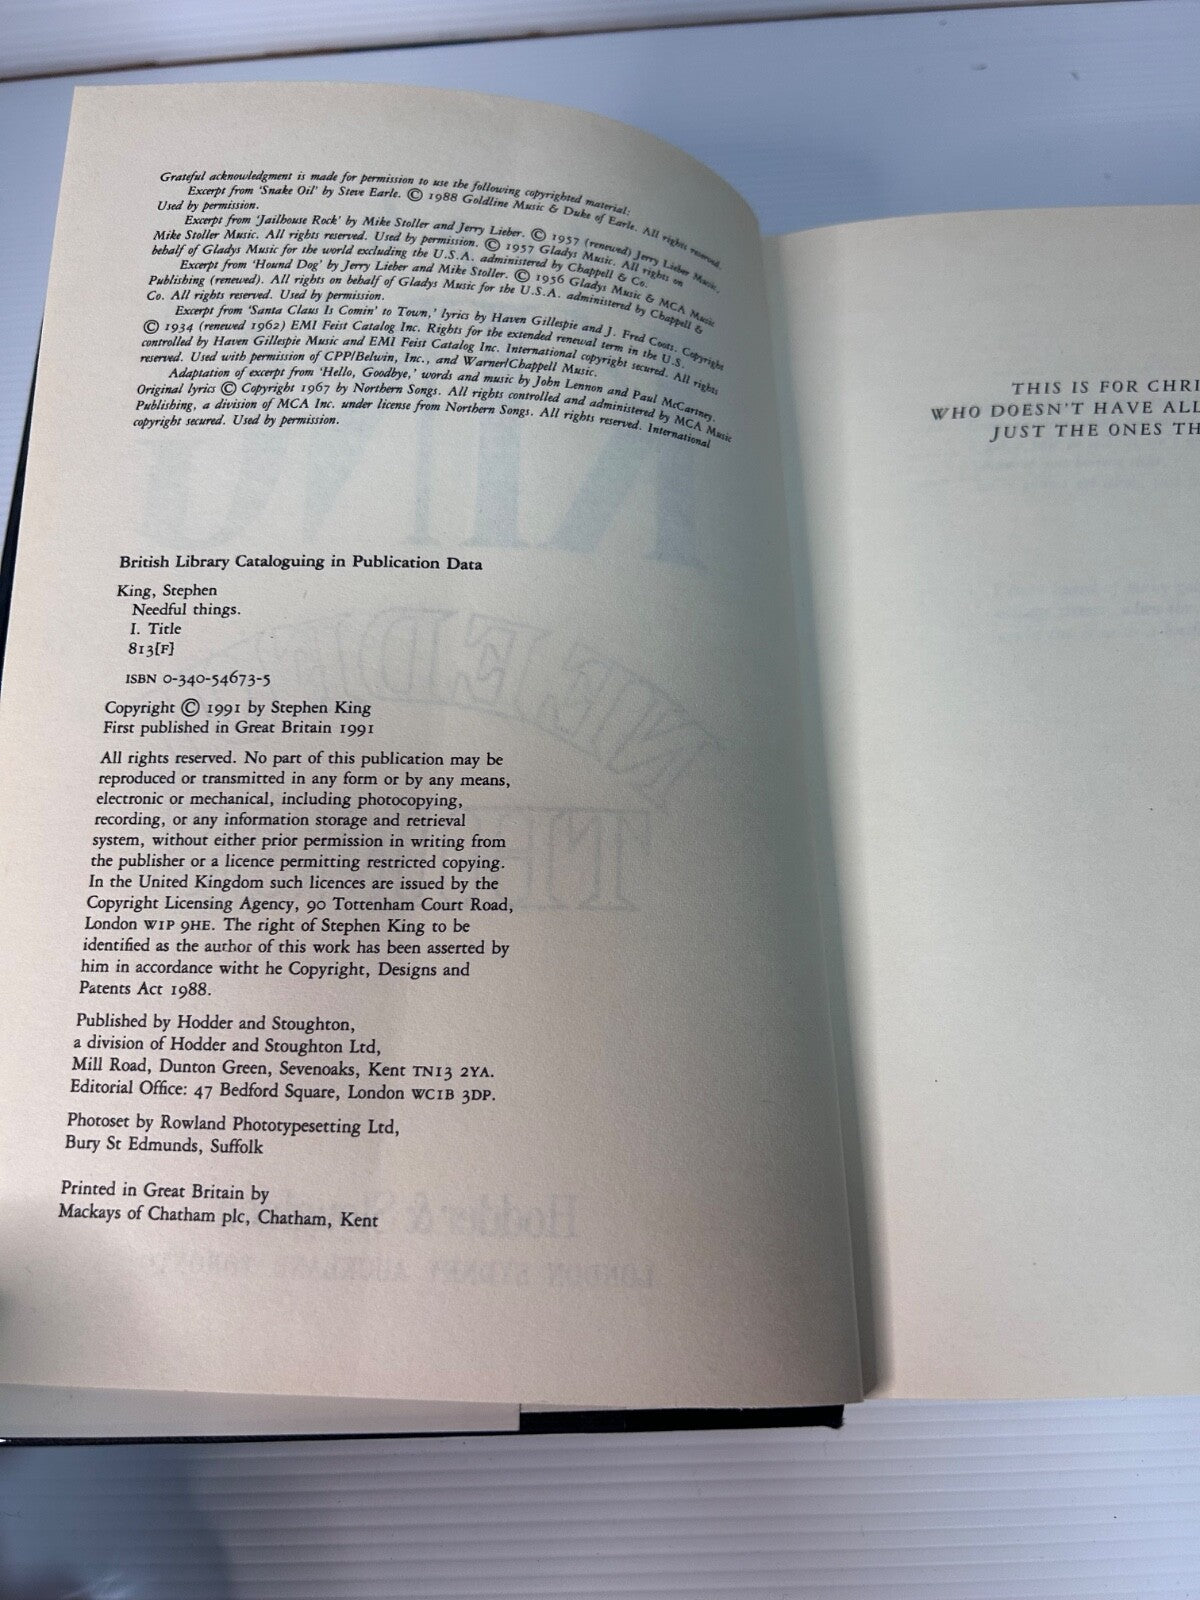 Grateful acknowledgment is made for permission to use the following copyrighted material:
Excerpt from 'Snake Oil' by Steve Earle. © 1988 Goldline Music & Duke of Earle. All rights reserved.
Used by permission.
Excerpt from 'Jailhouse Rock' by Mike Stoller and Jerry Lieber. © 1957 (renewed) Jerry Lieber Music,
Mike Stoller Music. All rights reserved. Used by permission. © 1957 Gladys Music. All rights on
behalf of Gladys Music for the world excluding the U.S.A. administered by Chappell & Co.
Excerpt from 'Hound Dog' by Jerry Lieber and Mike Stoller. © 1956 Gladys Music & MCA Music
Publishing (renewed). All rights on behalf of Gladys Music for the U.S.A. administered by Chappell &
Co. All rights reserved. Used by permission.
Excerpt from 'Santa Claus Is Comin' to Town,' lyrics by Haven Gillespie and J. Fred Coots. Copyright
© 1934 (renewed 1962) EMI Feist Catalog Inc. Rights for the extended renewal term in the U.S.
controlled by Haven Gillespie Music and EMI Feist Catalog Inc. International copyright secured. All rights
reserved. Used with permission of CPP/Belwin, Inc., and Warner/Chappell Music.
Adaptation of excerpt from 'Hello, Goodbye,' words and music by John Lennon and Paul McCartney.
Original lyrics © Copyright 1967 by Northern Songs. All rights controlled and administered by MCA Music
Publishing, a division of MCA Inc. under license from Northern Songs. All rights reserved. International
copyright secured. Used by permission.
British Library Cataloguing in Publication Data
King, Stephen
Needful things.
I. Title
813[F]
ISBN 0-340-54673-5
Copyright © 1991 by Stephen King
First published in Great Britain 1991
All rights reserved. No part of this publication may be
reproduced or transmitted in any form or by any means,
electronic or mechanical, including photocopying,
recording, or any information storage and retrieval
system, without either prior permission in writing from
the publisher or a licence permitting restricted copying.
In the United Kingdom such licences are issued by the
Copyright Licensing Agency, 90 Tottenham Court Road,
London W1P 9HE. The right of Stephen King to be
identified as the author of this work has been asserted by
him in accordance witht he Copyright, Designs and
Patents Act 1988.
Published by Hodder and Stoughton,
a division of Hodder and Stoughton Ltd,
Mill Road, Dunton Green, Sevenoaks, Kent TN13 2YA.
Editorial Office: 47 Bedford Square, London WC1B 3DP.
Photoset by Rowland Phototypesetting Ltd,
Bury St Edmunds, Suffolk
Printed in Great Britain by
Mackays of Chatham plc, Chatham, Kent
THIS IS FOR CHRI
WHO DOESN'T HAVE ALL
JUST THE ONES TH